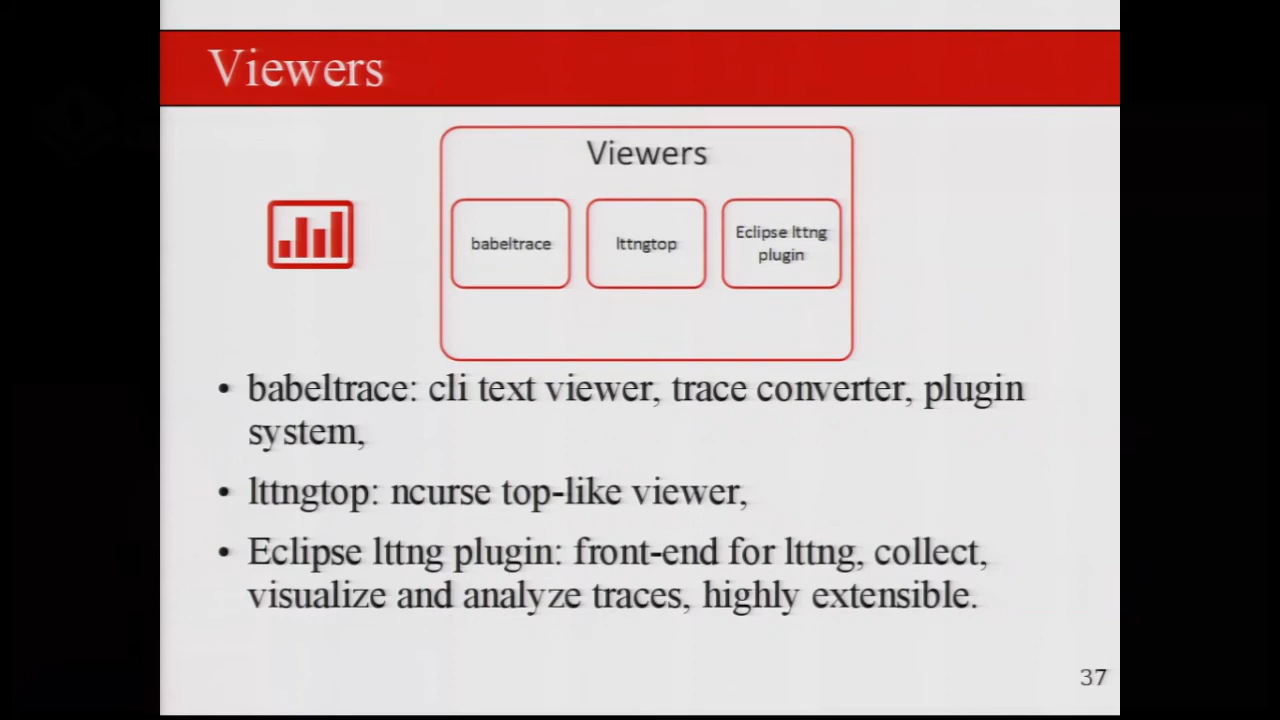 Viewers
Viewers
babeltrace
lttngtop
Eclipse lttng
plugin
• babeltrace: cli text viewer, trace converter, plugin
system,
• lttngtop: ncurse top-like viewer,
• Eclipse lttng plugin: front-end for lttng, collect,
visualize and analyze traces, highly extensible.
37